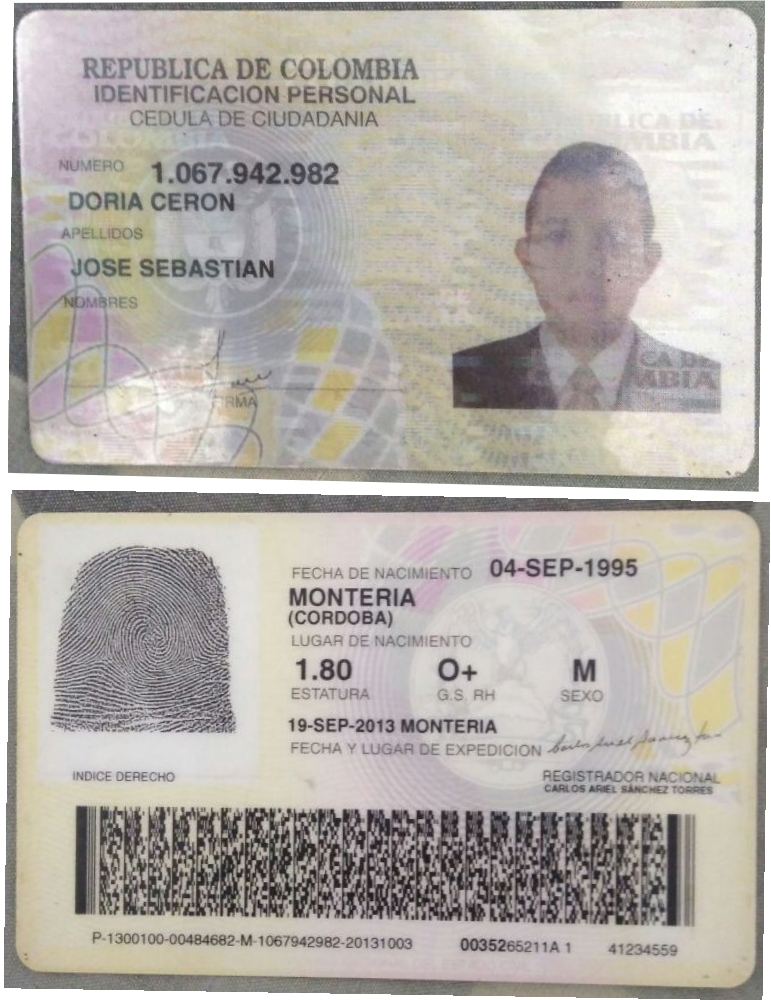 REPUBLICA DE COLOMBIA
IDENTIFICACION PERSONAL
CEDULA DE CIUDADANIA
NUMERO 1.067.942.982
DORIA CERON
APELLIDOS
JOSE SEBASTIAN
NOMBRES
FIRMA
FECHA DE NACIMIENTO 04-SEP-1995
MONTERIA
(CORDOBA)
LUGAR DE NACIMIENTO
1.80 O+ M
ESTATURA G.S. RH SEXO
19-SEP-2013 MONTERIA
FECHA Y LUGAR DE EXPEDICION
INDICE DERECHO
REGISTRADOR NACIONAL
CARLOS ARIEL SÁNCHEZ TORRES
P-1300100-00484682-M-1067942982-20131003 0035265211A 1 41234559